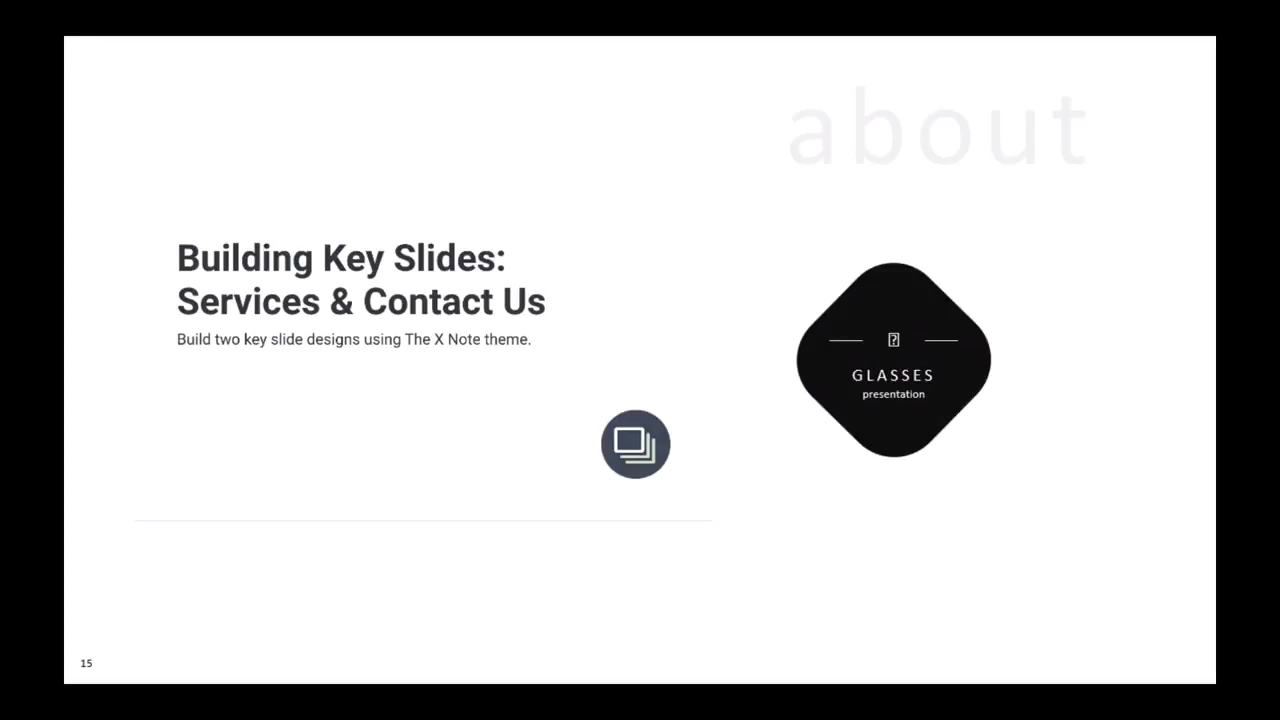 about
Building Key Slides:
Services & Contact Us
Build two key slide designs using The X Note theme.
GLASSES
presentation
15